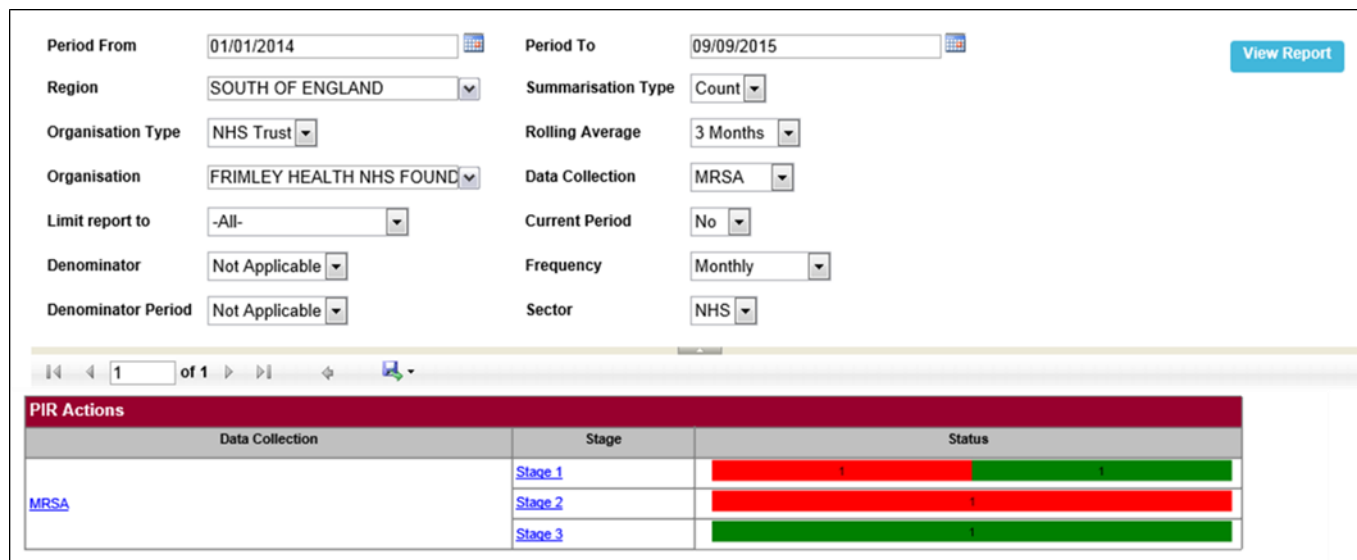 Period From 01/01/2014 Period To 09/09/2015 View Report
Region SOUTH OF ENGLAND Summarisation Type Count
Organisation Type NHS Trust Rolling Average 3 Months
Organisation FRIMLEY HEALTH NHS FOUND Data Collection MRSA
Limit report to -All- Current Period No
Denominator Not Applicable Frequency Monthly
Denominator Period Not Applicable Sector NHS
1 of 1
PIR Actions
Data Collection Stage Status
Stage 1 1 1
MRSA Stage 2 1
Stage 3 1